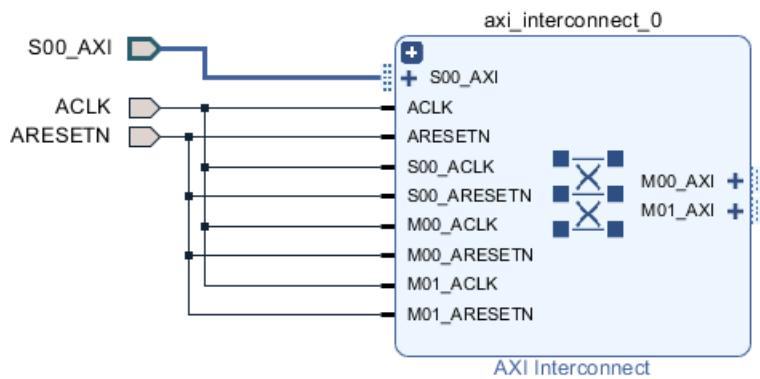 axi_interconnect_0
S00_AXI
S00_AXI
ACLK
ACLK
ARESETN
ARESETN
S00_ACLK
S00_ARESETN
M00_AXI
M01_AXI
M00_ACLK
M00_ARESETN
M01_ACLK
M01_ARESETN
AXI Interconnect